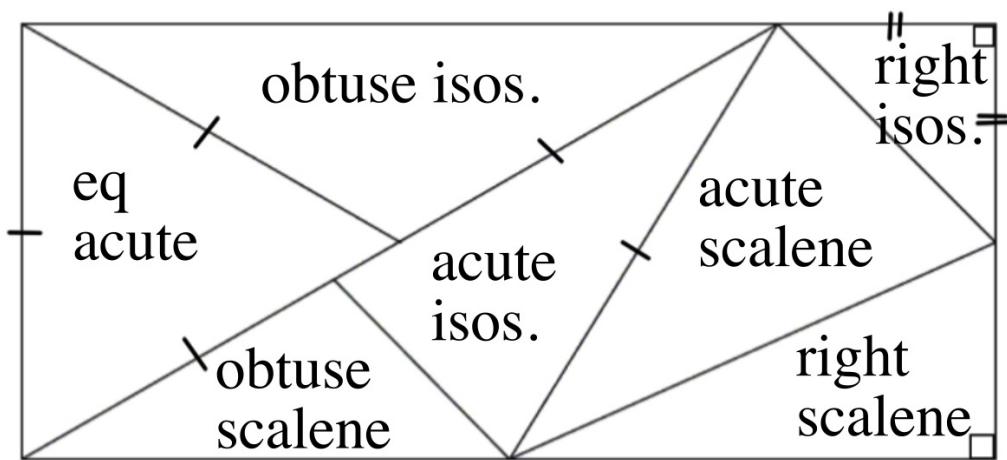 obtuse isos.
right
isos.
eq
acute
acute
scalene
acute
isos.
obtuse
scalene
right
scalene